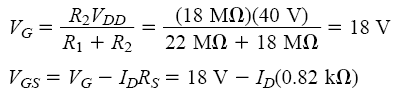 V_G = R_2V_DD / R_1 + R_2 = (18 MΩ)(40 V) / 22 MΩ + 18 MΩ = 18 V
V_GS = V_G − I_DR_S = 18 V − I_D(0.82 kΩ)